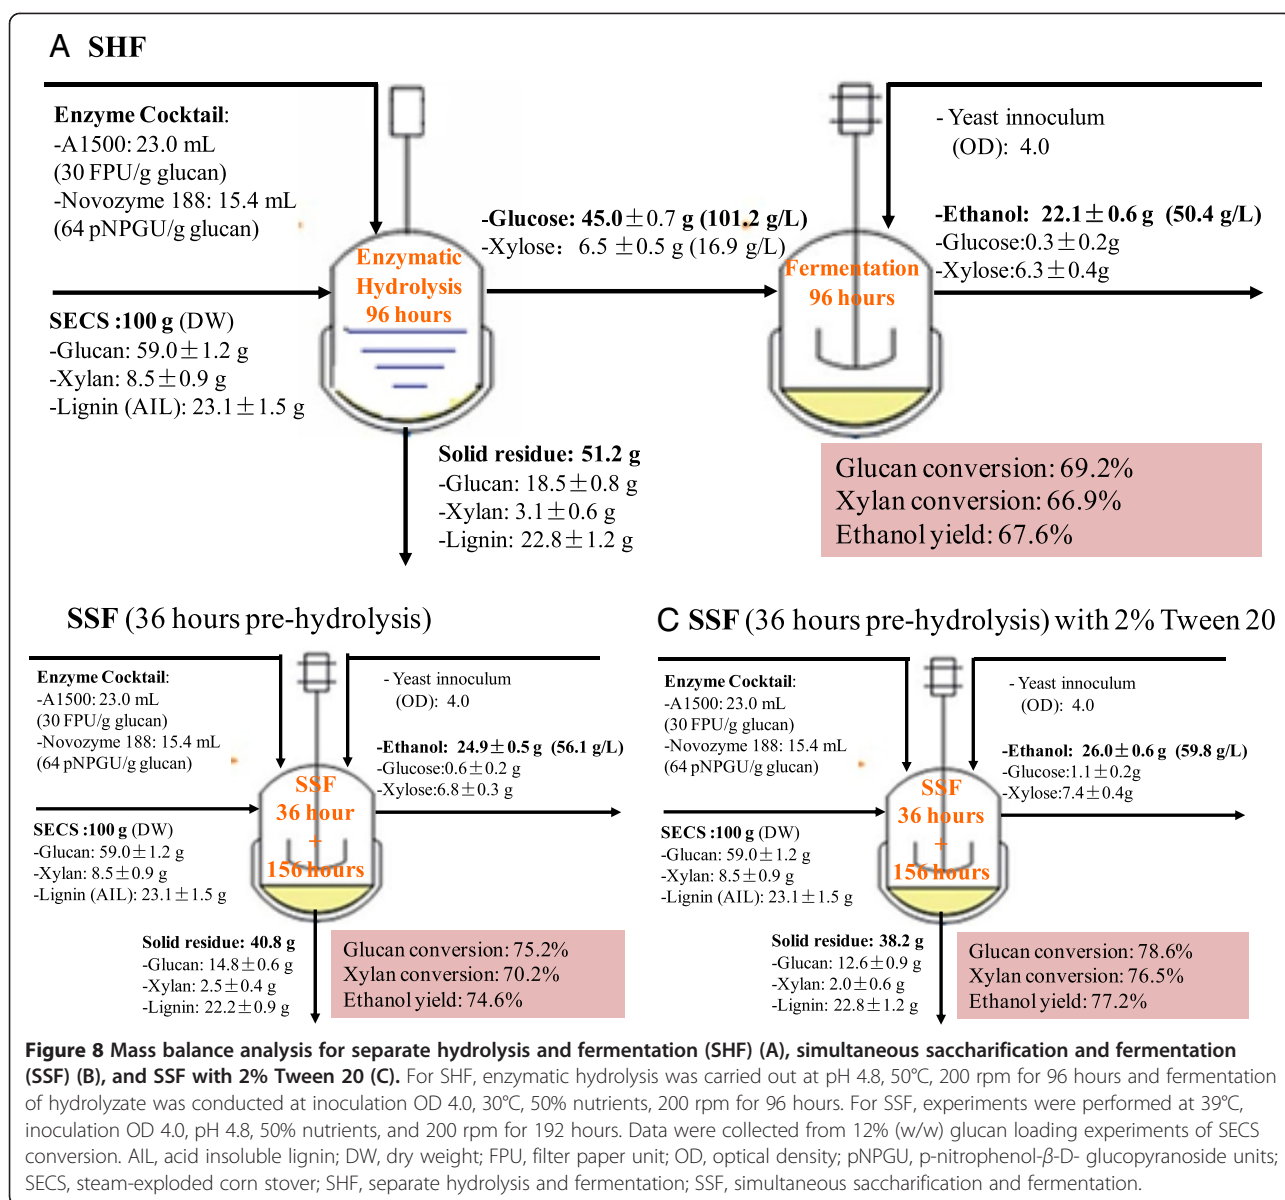 A SHF
Enzyme Cocktail:
-A1500: 23.0 mL
(30 FPU/g glucan)
-Novozyme 188: 15.4 mL
(64 pNPGU/g glucan)
SECS :100 g (DW)
-Glucan: 59.0±1.2 g
-Xylan: 8.5±0.9 g
-Lignin (AIL): 23.1±1.5 g
Enzymatic
Hydrolysis
96 hours
-Glucose: 45.0±0.7 g (101.2 g/L)
-Xylose: 6.5 ±0.5 g (16.9 g/L)
Solid residue: 51.2 g
-Glucan: 18.5±0.8 g
-Xylan: 3.1±0.6 g
-Lignin: 22.8±1.2 g
Fermentation
96 hours
- Yeast innoculum
(OD): 4.0
-Ethanol: 22.1±0.6 g (50.4 g/L)
-Glucose:0.3±0.2g
-Xylose:6.3±0.4g
Glucan conversion: 69.2%
Xylan conversion: 66.9%
Ethanol yield: 67.6%
SSF (36 hours pre-hydrolysis)
Enzyme Cocktail:
-A1500: 23.0 mL
(30 FPU/g glucan)
-Novozyme 188: 15.4 mL
(64 pNPGU/g glucan)
SECS :100 g (DW)
-Glucan: 59.0±1.2 g
-Xylan: 8.5±0.9 g
-Lignin (AIL): 23.1±1.5 g
SSF
36 hour
+
156 hours
- Yeast innoculum
(OD): 4.0
-Ethanol: 24.9±0.5 g (56.1 g/L)
-Glucose:0.6±0.2 g
-Xylose:6.8±0.3 g
Solid residue: 40.8 g
-Glucan: 14.8±0.6 g
-Xylan: 2.5±0.4 g
-Lignin: 22.2±0.9 g
Glucan conversion: 75.2%
Xylan conversion: 70.2%
Ethanol yield: 74.6%
C SSF (36 hours pre-hydrolysis) with 2% Tween 20
Enzyme Cocktail:
-A1500: 23.0 mL
(30 FPU/g glucan)
-Novozyme 188: 15.4 mL
(64 pNPGU/g glucan)
SECS :100 g (DW)
-Glucan: 59.0±1.2 g
-Xylan: 8.5±0.9 g
-Lignin (AIL): 23.1±1.5 g
SSF
36 hours
+
156 hours
- Yeast innoculum
(OD): 4.0
-Ethanol: 26.0±0.6 g (59.8 g/L)
-Glucose:1.1±0.2g
-Xylose:7.4±0.4g
Solid residue: 38.2 g
-Glucan: 12.6±0.9 g
-Xylan: 2.0±0.6 g
-Lignin: 22.8±1.2 g
Glucan conversion: 78.6%
Xylan conversion: 76.5%
Ethanol yield: 77.2%
Figure 8 Mass balance analysis for separate hydrolysis and fermentation (SHF) (A), simultaneous saccharification and fermentation
(SSF) (B), and SSF with 2% Tween 20 (C). For SHF, enzymatic hydrolysis was carried out at pH 4.8, 50°C, 200 rpm for 96 hours and fermentation
of hydrolyzate was conducted at inoculation OD 4.0, 30°C, 50% nutrients, 200 rpm for 96 hours. For SSF, experiments were performed at 39°C,
inoculation OD 4.0, pH 4.8, 50% nutrients, and 200 rpm for 192 hours. Data were collected from 12% (w/w) glucan loading experiments of SECS
conversion. AIL, acid insoluble lignin; DW, dry weight; FPU, filter paper unit; OD, optical density; pNPGU, p-nitrophenol-β-D- glucopyranoside units;
SECS, steam-exploded corn stover; SHF, separate hydrolysis and fermentation; SSF, simultaneous saccharification and fermentation.